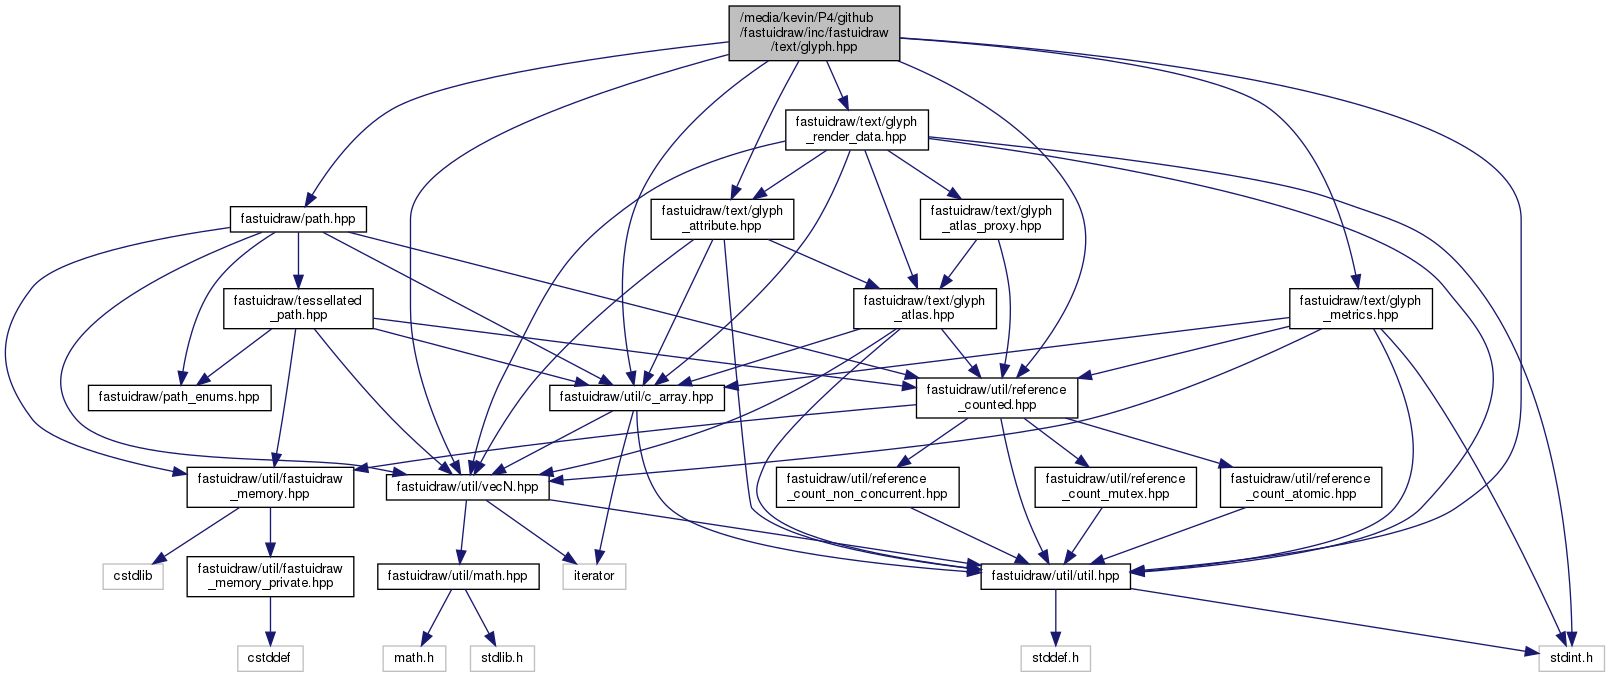 /media/kevin/P4/github
/fastuidraw/inc/fastuidraw
/text/glyph.hpp
fastuidraw/text/glyph
_render_data.hpp
fastuidraw/path.hpp
fastuidraw/text/glyph
_attribute.hpp
fastuidraw/text/glyph
_atlas_proxy.hpp
fastuidraw/tessellated
_path.hpp
fastuidraw/text/glyph
_atlas.hpp
fastuidraw/text/glyph
_metrics.hpp
fastuidraw/path_enums.hpp
fastuidraw/util/c_array.hpp
fastuidraw/util/reference
_counted.hpp
fastuidraw/util/fastuidraw
_memory.hpp
fastuidraw/util/vecN.hpp
fastuidraw/util/reference
_count_non_concurrent.hpp
fastuidraw/util/reference
_count_mutex.hpp
fastuidraw/util/reference
_count_atomic.hpp
cstdlib
fastuidraw/util/fastuidraw
_memory_private.hpp
fastuidraw/util/math.hpp
iterator
fastuidraw/util/util.hpp
cstddef
math.h
stdlib.h
stddef.h
stdint.h